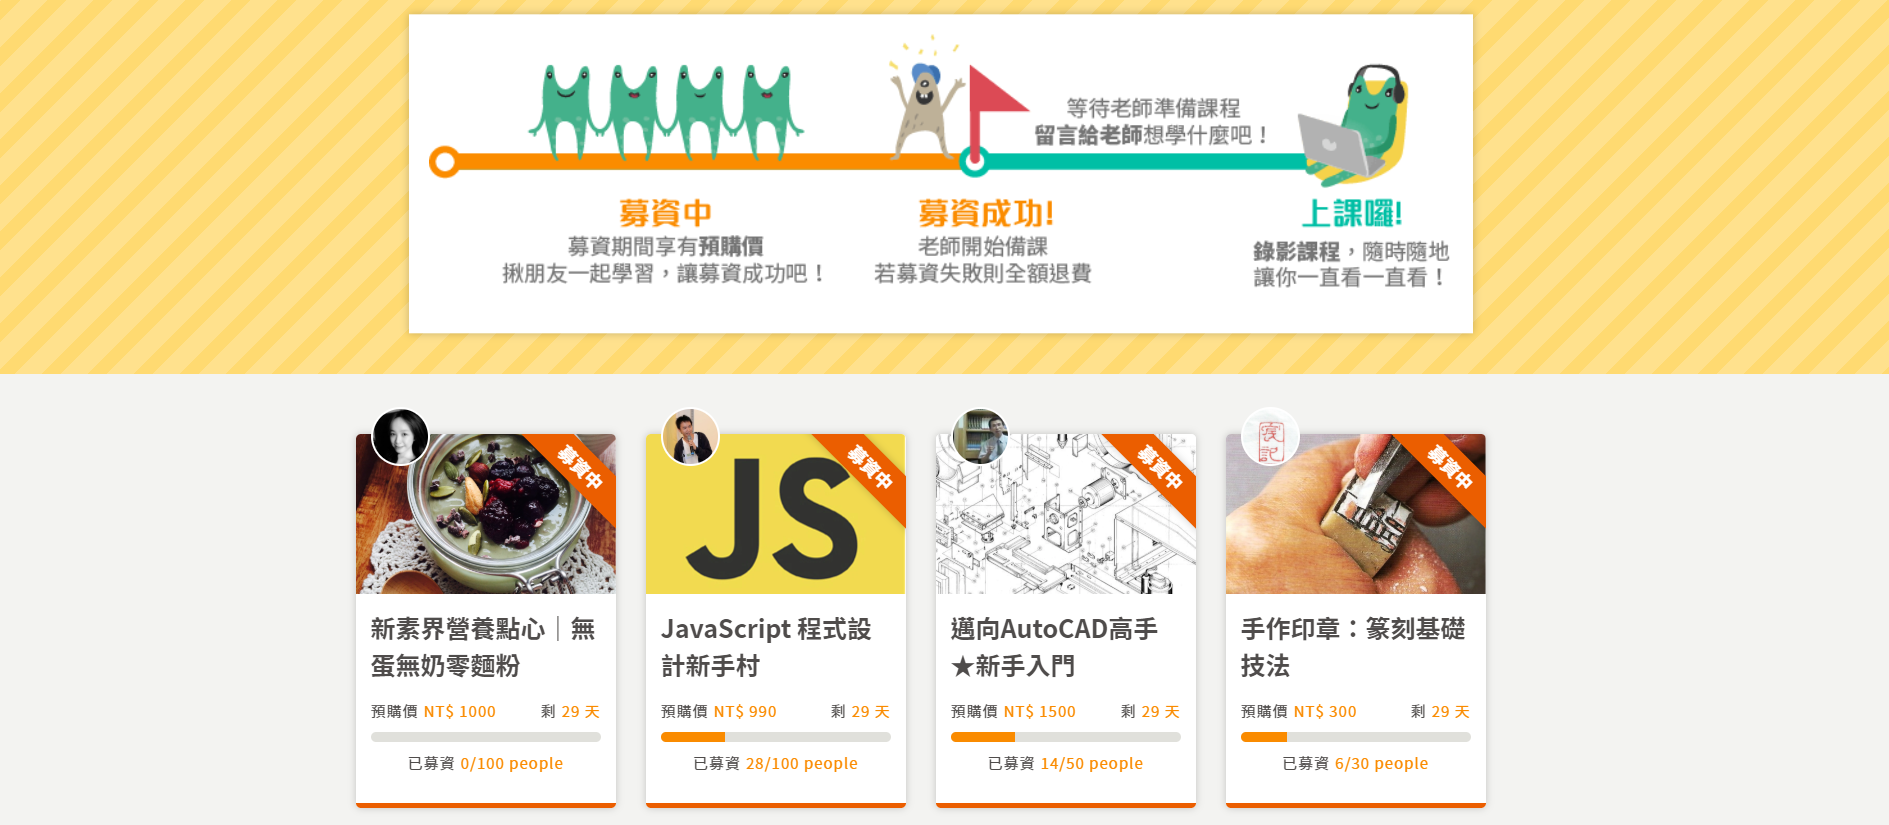 等待老師準備課程
留言給老師想學什麼吧！
募資中
募資期間享有預購價
揪朋友一起學習，讓募資成功吧！
募資成功!
老師開始備課
若募資失敗則全額退費
上課囉!
錄影課程，隨時隨地
讓你一直看一直看！
募資中
新素界營養點心｜無
蛋無奶零麵粉
預購價 NT$ 1000 剩 29 天
已募資 0/100 people
募資中
JS
JavaScript 程式設
計新手村
預購價 NT$ 990 剩 29 天
已募資 28/100 people
募資中
邁向AutoCAD高手
★新手入門
預購價 NT$ 1500 剩 29 天
已募資 14/50 people
募資中
手作印章：篆刻基礎
技法
預購價 NT$ 300 剩 29 天
已募資 6/30 people